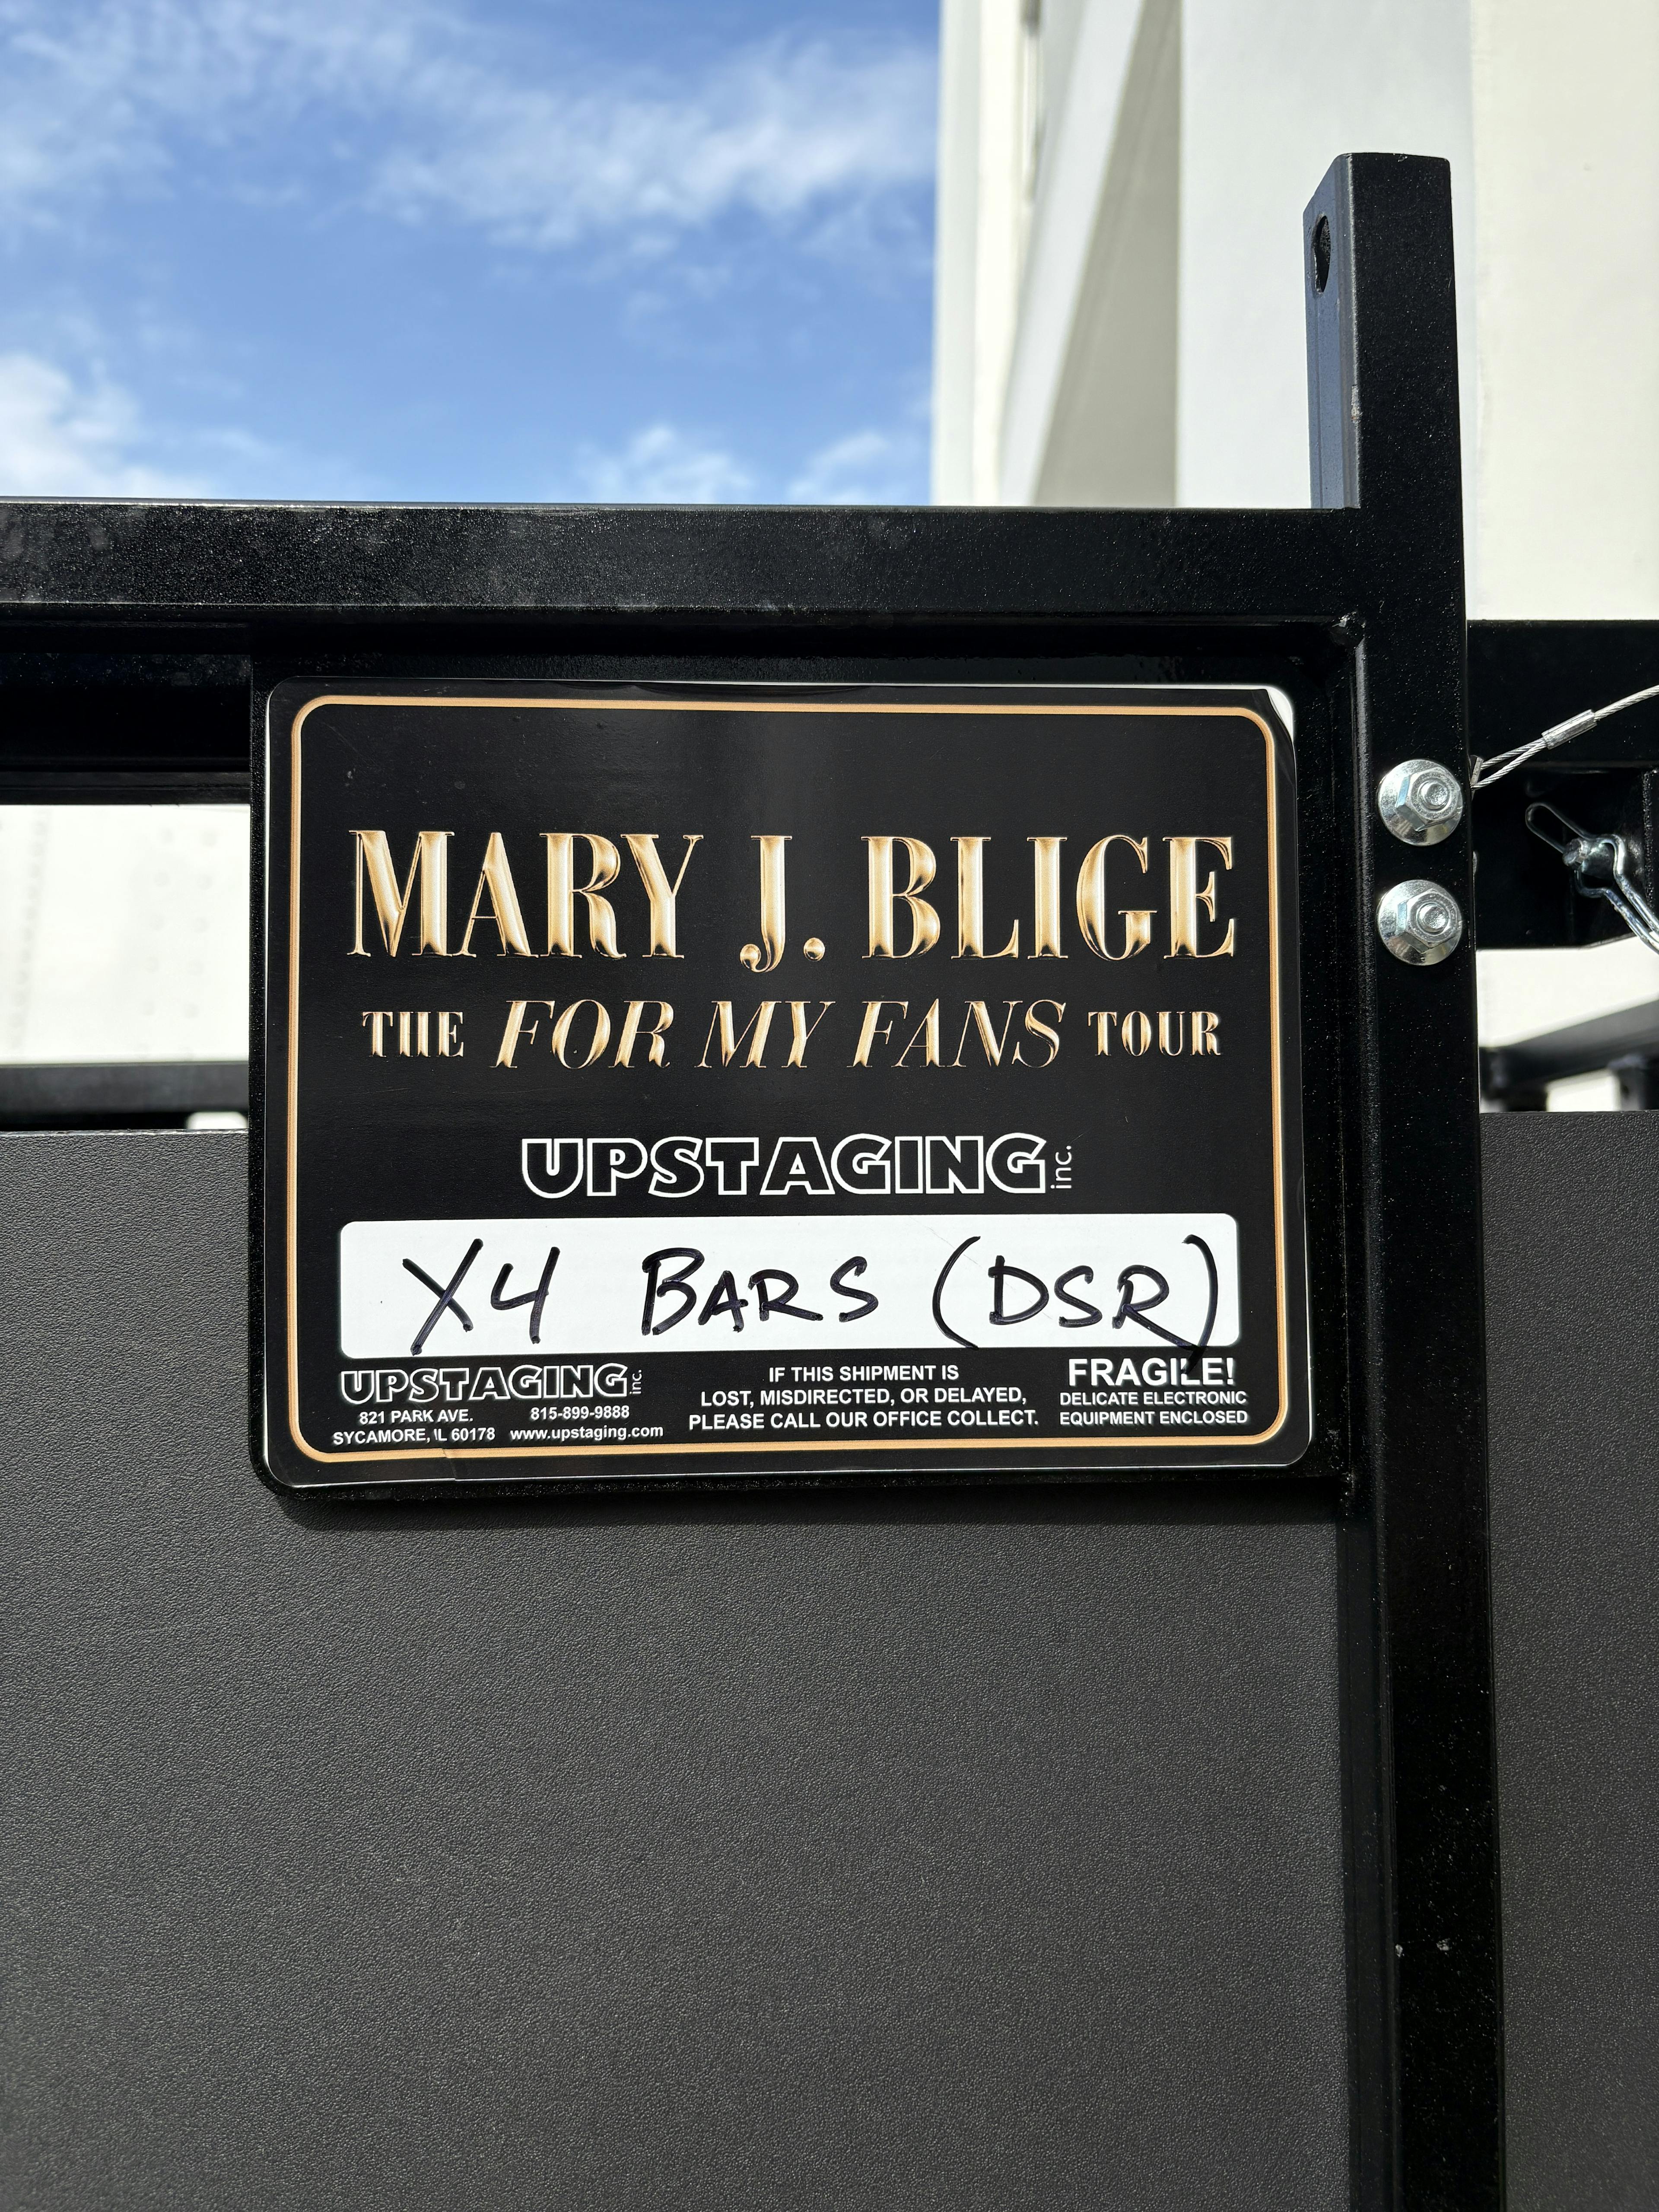 MARY J. BLIGE
THE FOR MY FANS TOUR
UPSTAGING inc.
X4 BARS (DSR)
UPSTAGING inc.
821 PARK AVE. 815-899-9888
SYCAMORE, IL 60178 www.upstaging.com
IF THIS SHIPMENT IS
LOST, MISDIRECTED, OR DELAYED,
PLEASE CALL OUR OFFICE COLLECT.
FRAGILE!
DELICATE ELECTRONIC
EQUIPMENT ENCLOSED